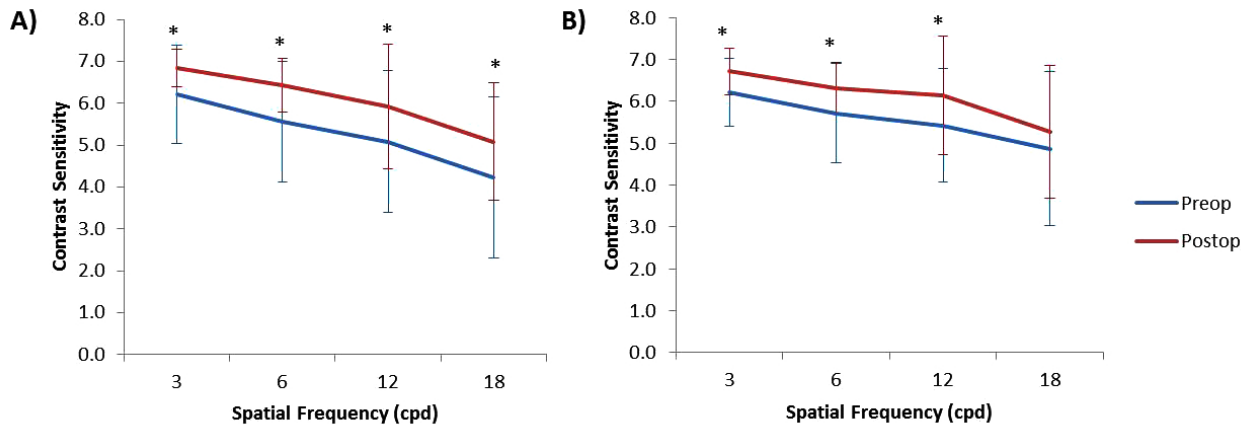 A)
*
*
*
*
8.0
7.0
6.0
5.0
4.0
3.0
2.0
1.0
0.0
Contrast Sensitivity
3 6 12 18
Spatial Frequency (cpd)
B)
*
*
*
8.0
7.0
6.0
5.0
4.0
3.0
2.0
1.0
0.0
Contrast Sensitivity
3 6 12 18
Spatial Frequency (cpd)
Preop
Postop